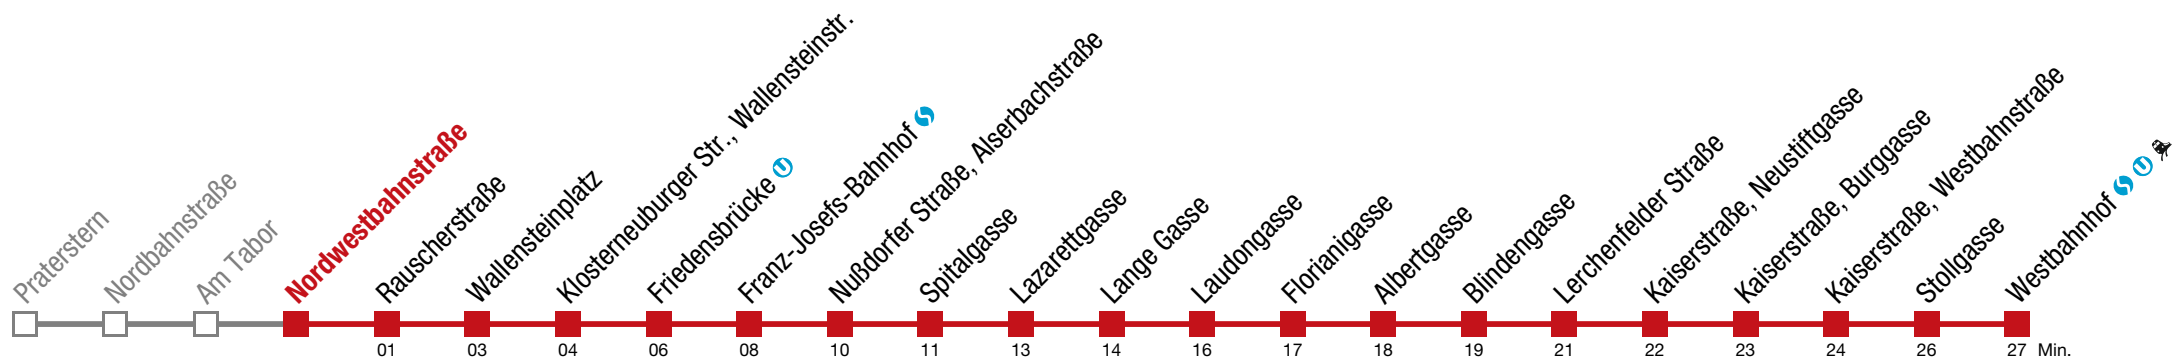 Praterstern
Nordbahnstraße
Am Tabor
Nordwestbahnstraße
Rauscherstraße
Wallensteinplatz
Klosterneuburger Str., Wallensteinstr.
Friedensbrücke U
Franz-Josefs-Bahnhof S
Nußdorfer Straße, Alserbachstraße
Spitalgasse
Lazarettgasse
Lange Gasse
Laudongasse
Florianigasse
Albertgasse
Blindengasse
Lerchenfelder Straße
Kaiserstraße, Neustiftgasse
Kaiserstraße, Burggasse
Kaiserstraße, Westbahnstraße
Stollgasse
Westbahnhof S U
01 03 04 06 08 10 11 13 14 16 17 18 19 21 22 23 24 26 27 Min.